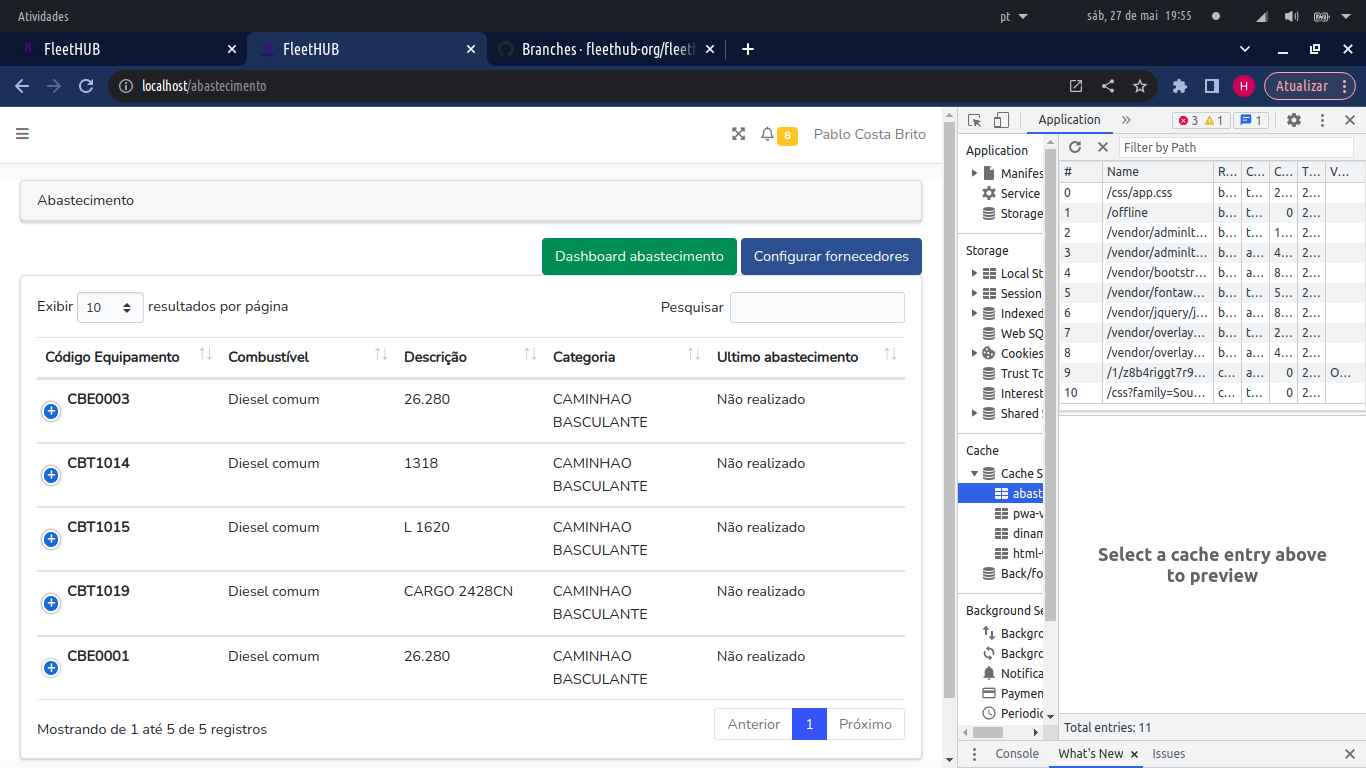 Atividades
pt
sáb, 27 de mai 19:55
FleetHUB
FleetHUB
Branches · fleethub-org/fleeth
localhost/abastecimento
H
Atualizar
8
Pablo Costa Brito
Abastecimento
Dashboard abastecimento
Configurar fornecedores
Exibir 10 resultados por página
Pesquisar
Código Equipamento Combustível Descrição Categoria Ultimo abastecimento
CBE0003 Diesel comum 26.280 CAMINHAO BASCULANTE Não realizado
CBT1014 Diesel comum 1318 CAMINHAO BASCULANTE Não realizado
CBT1015 Diesel comum L 1620 CAMINHAO BASCULANTE Não realizado
CBT1019 Diesel comum CARGO 2428CN CAMINHAO BASCULANTE Não realizado
CBE0001 Diesel comum 26.280 CAMINHAO BASCULANTE Não realizado
Mostrando de 1 até 5 de 5 registros
Anterior 1 Próximo
Application
3 1 1
Application
Manifes
Service
Storage
Storage
Local St
Session
Indexed
Web SQ
Cookies
Trust To
Interest
Shared
Cache
Cache S
abast
pwa-v
dinam
html-
Back/fo
Background Se
Backgro
Backgro
Notifica
Paymen
Periodic
Filter by Path
# Name R... C... C... T... V...
0 /css/app.css b... t... 2... 2...
1 /offline b... t... 0 2...
2 /vendor/adminlt... b... t... 1... 2...
3 /vendor/adminlt... b... a... 4... 2...
4 /vendor/bootstr... b... a... 8... 2...
5 /vendor/fontaw... b... t... 5... 2...
6 /vendor/jquery/j... b... a... 8... 2...
7 /vendor/overlay... b... t... 2... 2...
8 /vendor/overlay... b... a... 4... 2...
9 /1/z8b4riggt7r9... c... a... 0 2... O...
10 /css?family=Sou... c... t... 0 2...
Select a cache entry above
to preview
Total entries: 11
Console
What's New
Issues